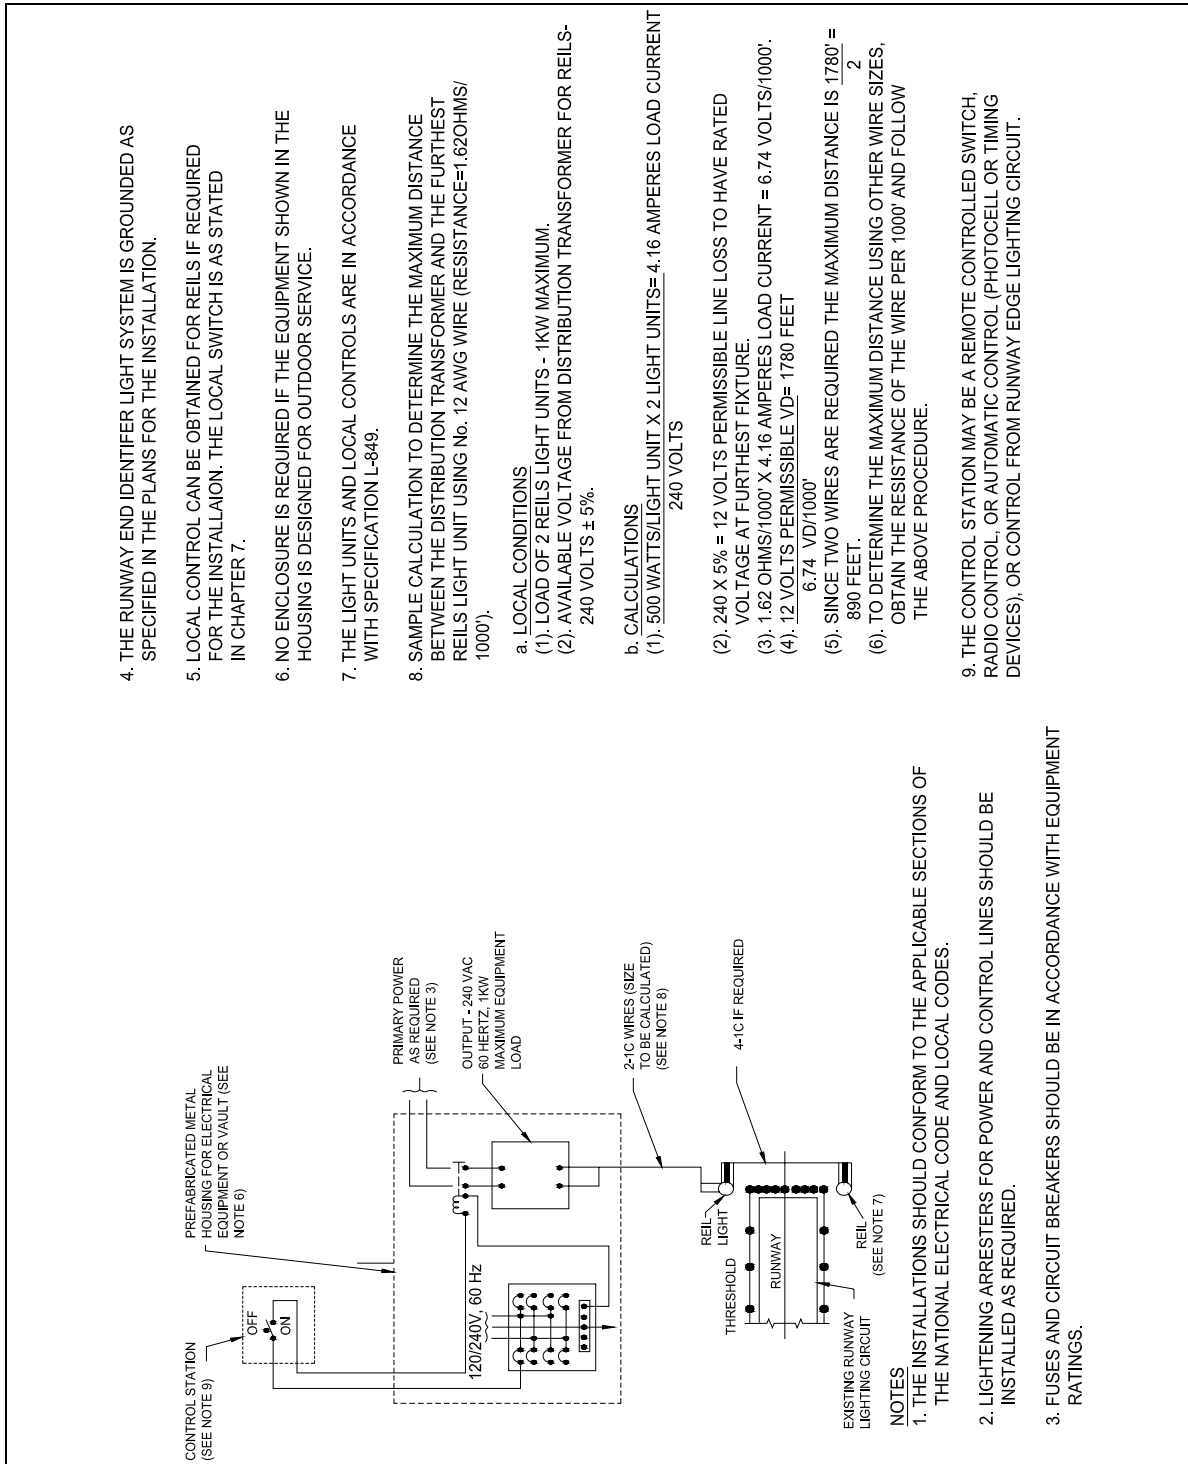 CONTROL STATION
(SEE NOTE 9)
OFF
ON
PREFABRICATED METAL
HOUSING FOR ELECTRICAL
EQUIPMENT OR VAULT (SEE
NOTE 6)
120/240V, 60 Hz
PRIMARY POWER
AS REQUIRED
(SEE NOTE 3)
OUTPUT - 240 VAC
60 HERTZ, 1KW
MAXIMUM EQUIPMENT
LOAD
2-1C WIRES (SIZE
TO BE CALCULATED)
(SEE NOTE 8)
4-1C IF REQUIRED
REIL
LIGHT
THRESHOLD
RUNWAY
REIL
(SEE NOTE 7)
EXISTING RUNWAY
LIGHTING CIRCUIT
NOTES
1. THE INSTALLATIONS SHOULD CONFORM TO THE APPLICABLE SECTIONS OF
THE NATIONAL ELECTRICAL CODE AND LOCAL CODES.
2. LIGHTENING ARRESTERS FOR POWER AND CONTROL LINES SHOULD BE
INSTALLED AS REQUIRED.
3. FUSES AND CIRCUIT BREAKERS SHOULD BE IN ACCORDANCE WITH EQUIPMENT
RATINGS.
4. THE RUNWAY END IDENTIFER LIGHT SYSTEM IS GROUNDED AS
SPECIFIED IN THE PLANS FOR THE INSTALLATION.
5. LOCAL CONTROL CAN BE OBTAINED FOR REILS IF REQUIRED
FOR THE INSTALLAION. THE LOCAL SWITCH IS AS STATED
IN CHAPTER 7.
6. NO ENCLOSURE IS REQUIRED IF THE EQUIPMENT SHOWN IN THE
HOUSING IS DESIGNED FOR OUTDOOR SERVICE.
7. THE LIGHT UNITS AND LOCAL CONTROLS ARE IN ACCORDANCE
WITH SPECIFICATION L-849.
8. SAMPLE CALCULATION TO DETERMINE THE MAXIMUM DISTANCE
BETWEEN THE DISTRIBUTION TRANSFORMER AND THE FURTHEST
REILS LIGHT UNIT USING No. 12 AWG WIRE (RESISTANCE=1.62OHMS/
1000').
a. LOCAL CONDITIONS
(1). LOAD OF 2 REILS LIGHT UNITS - 1KW MAXIMUM.
(2). AVAILABLE VOLTAGE FROM DISTRIBUTION TRANSFORMER FOR REILS-
240 VOLTS ± 5%.
b. CALCULATIONS
(1). 500 WATTS/LIGHT UNIT X 2 LIGHT UNITS= 4.16 AMPERES LOAD CURRENT
240 VOLTS
(2). 240 X 5% = 12 VOLTS PERMISSIBLE LINE LOSS TO HAVE RATED
VOLTAGE AT FURTHEST FIXTURE.
(3). 1.62 OHMS/1000' X 4.16 AMPERES LOAD CURRENT = 6.74 VOLTS/1000'.
(4). 12 VOLTS PERMISSIBLE VD= 1780 FEET
6.74 VD/1000'
(5). SINCE TWO WIRES ARE REQUIRED THE MAXIMUM DISTANCE IS 1780' =
2
890 FEET.
(6). TO DETERMINE THE MAXIMUM DISTANCE USING OTHER WIRE SIZES,
OBTAIN THE RESISTANCE OF THE WIRE PER 1000' AND FOLLOW
THE ABOVE PROCEDURE.
9. THE CONTROL STATION MAY BE A REMOTE CONTROLLED SWITCH,
RADIO CONTROL, OR AUTOMATIC CONTROL (PHOTOCELL OR TIMING
DEVICES), OR CONTROL FROM RUNWAY EDGE LIGHTING CIRCUIT.